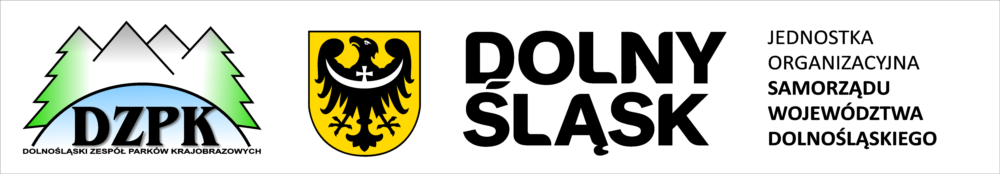 DZPK
DOLNOŚLĄSKI ZESPÓŁ PARKÓW KRAJOBRAZOWYCH
DOLNY
ŚLĄSK
JEDNOSTKA
ORGANIZACYJNA
SAMORZĄDU
WOJEWÓDZTWA
DOLNOŚLĄSKIEGO